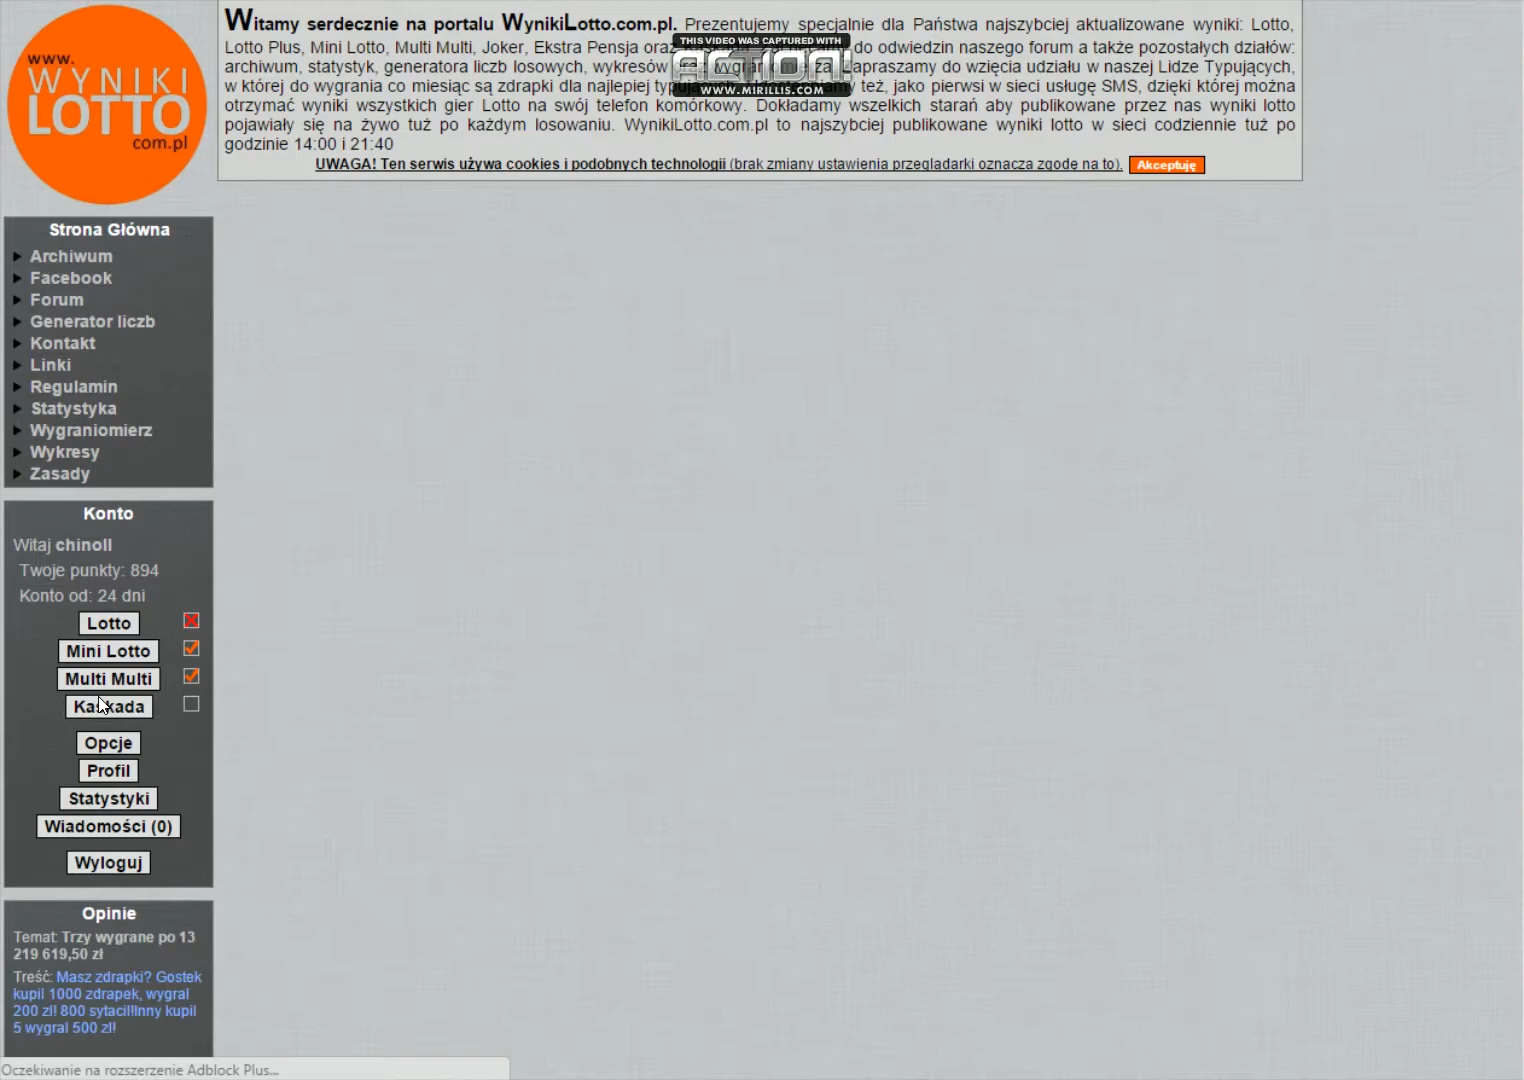 www.
WYNIKI
LOTTO
com.pl
Witamy serdecznie na portalu WynikiLotto.com.pl. Prezentujemy specjalnie dla Państwa najszybciej aktualizowane wyniki: Lotto,
Lotto Plus, Mini Lotto, Multi Multi, Joker, Ekstra Pensja oraz do odwiedzin naszego forum a także pozostałych działów:
archiwum, statystyk, generatora liczb losowych, wykresów apraszamy do wzięcia udziału w naszej Lidze Typujących,
w której do wygrania co miesiąc są zdrapki dla najlepiej też, jako pierwsi w sieci usługę SMS, dzięki której można
otrzymać wyniki wszystkich gier Lotto na swój telefon komórkowy. Dokładamy wszelkich starań aby publikowane przez nas wyniki lotto
pojawiały się na żywo tuż po każdym losowaniu. WynikiLotto.com.pl to najszybciej publikowane wyniki lotto w sieci codziennie tuż po
godzinie 14:00 i 21:40
UWAGA! Ten serwis używa cookies i podobnych technologii (brak zmiany ustawienia przeglądarki oznacza zgodę na to). Akceptuję
THIS VIDEO WAS CAPTURED WITH
ACTION!
WWW.MIRILLIS.COM
Strona Główna
Archiwum
Facebook
Forum
Generator liczb
Kontakt
Linki
Regulamin
Statystyka
Wygraniomierz
Wykresy
Zasady
Konto
Witaj chinoll
Twoje punkty: 894
Konto od: 24 dni
Lotto
Mini Lotto
Multi Multi
Kaskada
Opcje
Profil
Statystyki
Wiadomości (0)
Wyloguj
Opinie
Temat: Trzy wygrane po 13
219 619,50 zł
Treść: Masz zdrapki? Gostek
kupil 1000 zdrapek, wygral
200 zl! 800 sytacil!Inny kupil
5 wygral 500 zl!
Oczekiwanie na rozszerzenie Adblock Plus...